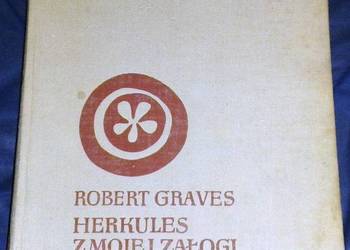 ROBERT GRAVES
HERKULES
Z MOJEJ ZAŁOGI